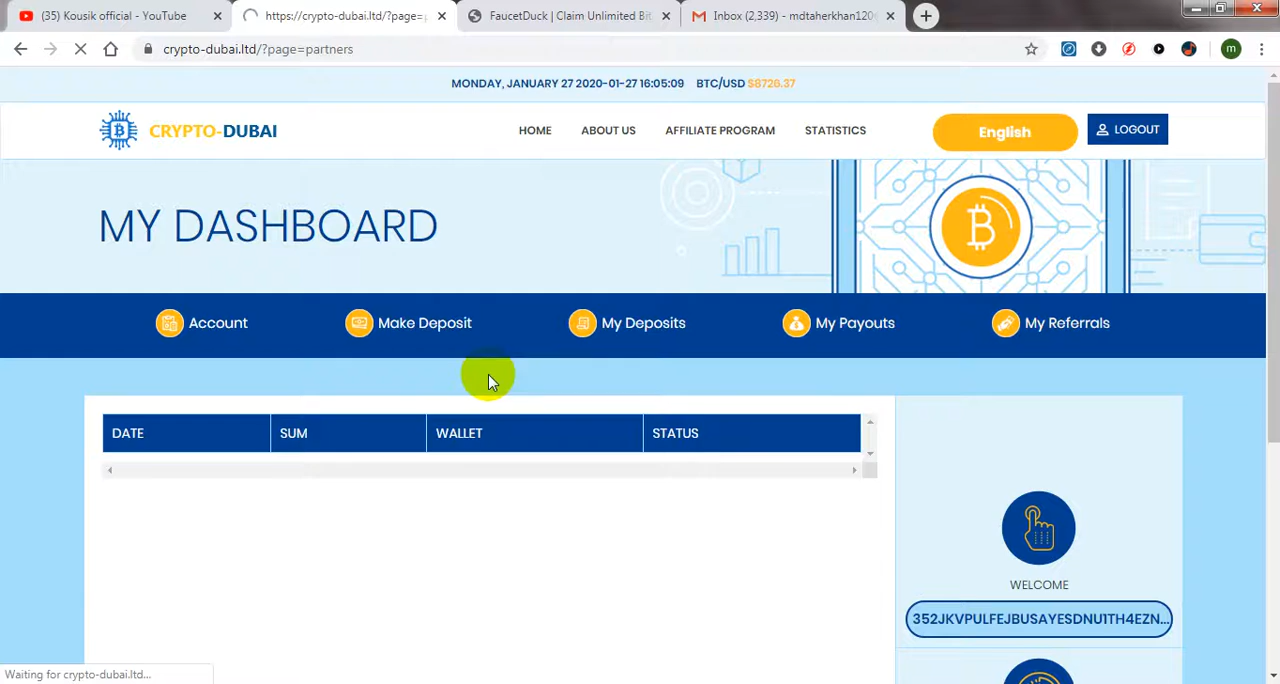 (35) Kousik official - YouTube
https://crypto-dubai.ltd/?page=p
FaucetDuck | Claim Unlimited Bit
Inbox (2,339) - mdtaherkhan120
crypto-dubai.ltd/?page=partners
m
MONDAY, JANUARY 27 2020-01-27 16:05:09 BTC/USD $8726.37
CRYPTO-DUBAI
HOME
ABOUT US
AFFILIATE PROGRAM
STATISTICS
English
LOGOUT
MY DASHBOARD
Account
Make Deposit
My Deposits
My Payouts
My Referrals
DATE
SUM
WALLET
STATUS
WELCOME
352JKVPULFEJBUSAYESDNU1TH4EZN...
Waiting for crypto-dubai.ltd...